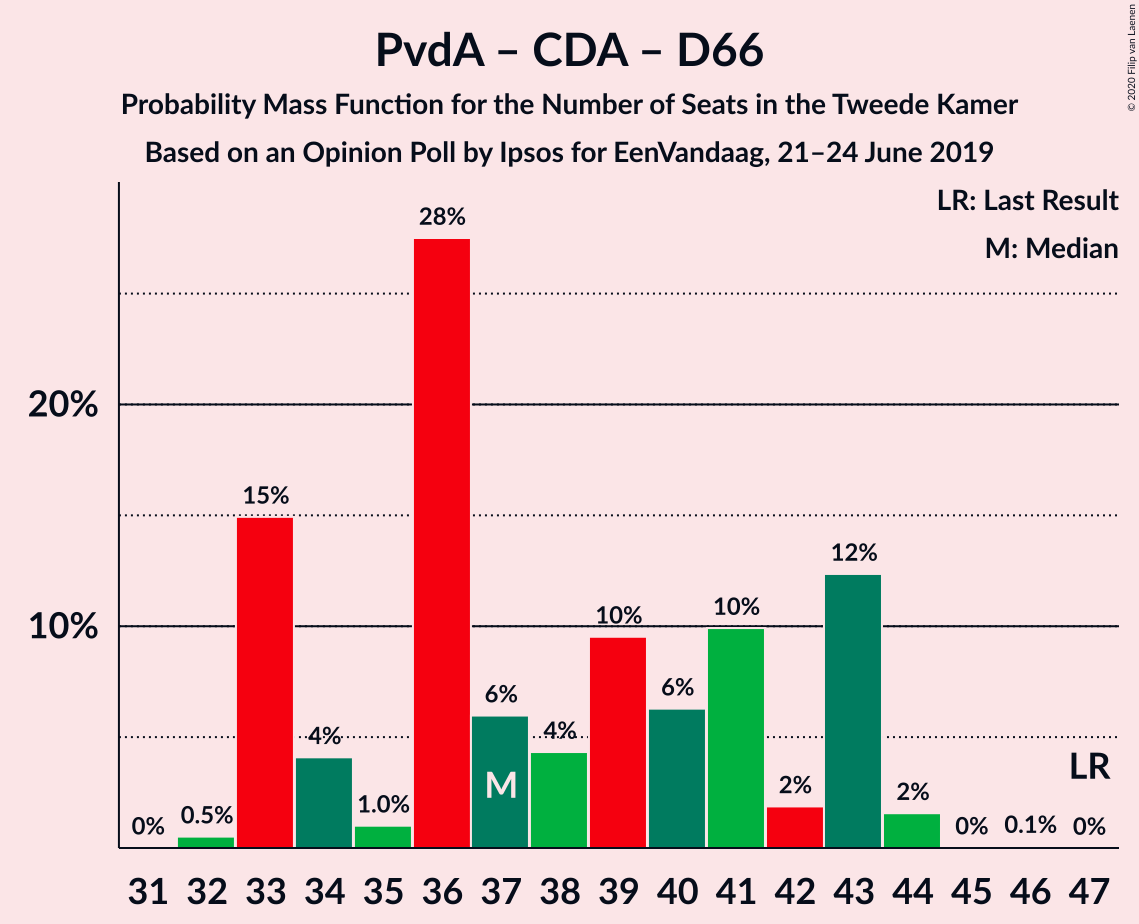 PvdA – CDA – D66
Probability Mass Function for the Number of Seats in the Tweede Kamer
Based on an Opinion Poll by Ipsos for EenVandaag, 21–24 June 2019
© 2020 Filip van Laenen
LR: Last Result
M: Median
20%
10%
0%
0.5%
15%
4%
1.0%
28%
6%
4%
10%
6%
10%
2%
12%
2%
0%
0.1%
0%
M
LR
31 32 33 34 35 36 37 38 39 40 41 42 43 44 45 46 47